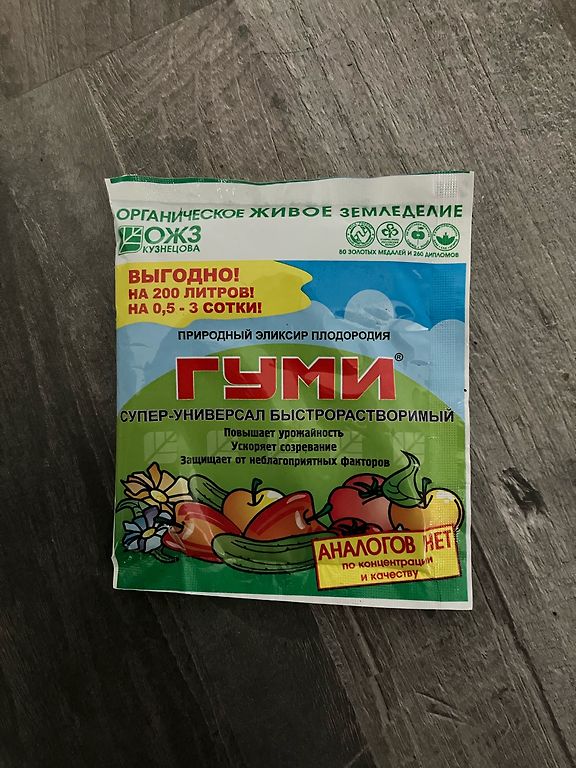 ОРГАНИЧЕСКОЕ ЖИВОЕ ЗЕМЛЕДЕЛИЕ
ОЖЗ
КУЗНЕЦОВА
80 ЗОЛОТЫХ МЕДАЛЕЙ И 260 ДИПЛОМОВ
ВЫГОДНО!
НА 200 ЛИТРОВ!
НА 0,5 - 3 СОТКИ!
ПРИРОДНЫЙ ЭЛИКСИР ПЛОДОРОДИЯ
ГУМИ®
СУПЕР-УНИВЕРСАЛ БЫСТРОРАСТВОРИМЫЙ
Повышает урожайность
Ускоряет созревание
Защищает от неблагоприятных факторов
АНАЛОГОВ НЕТ
по концентрации
и качеству